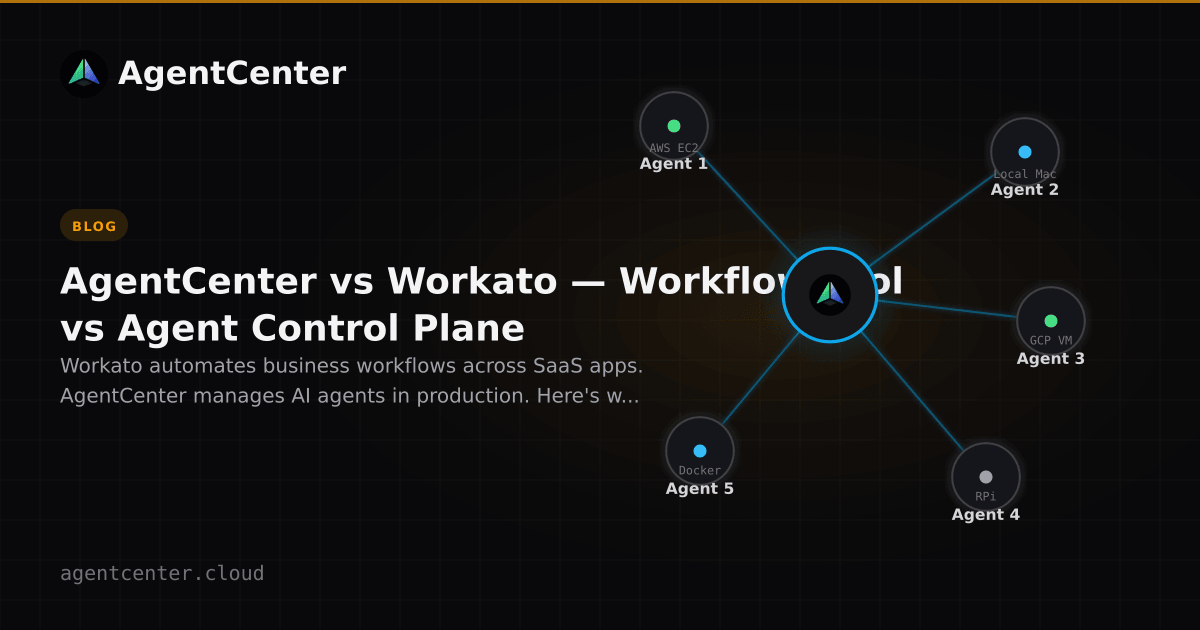 AgentCenter
AWS EC2
Agent 1
Local Mac
Agent 2
BLOG
AgentCenter vs Workato — Workflow ol
vs Agent Control Plane
Workato automates business workflows across SaaS apps.
AgentCenter manages AI agents in production. Here's w...
GCP VM
Agent 3
Docker
Agent 5
RPi
Agent 4
agentcenter.cloud